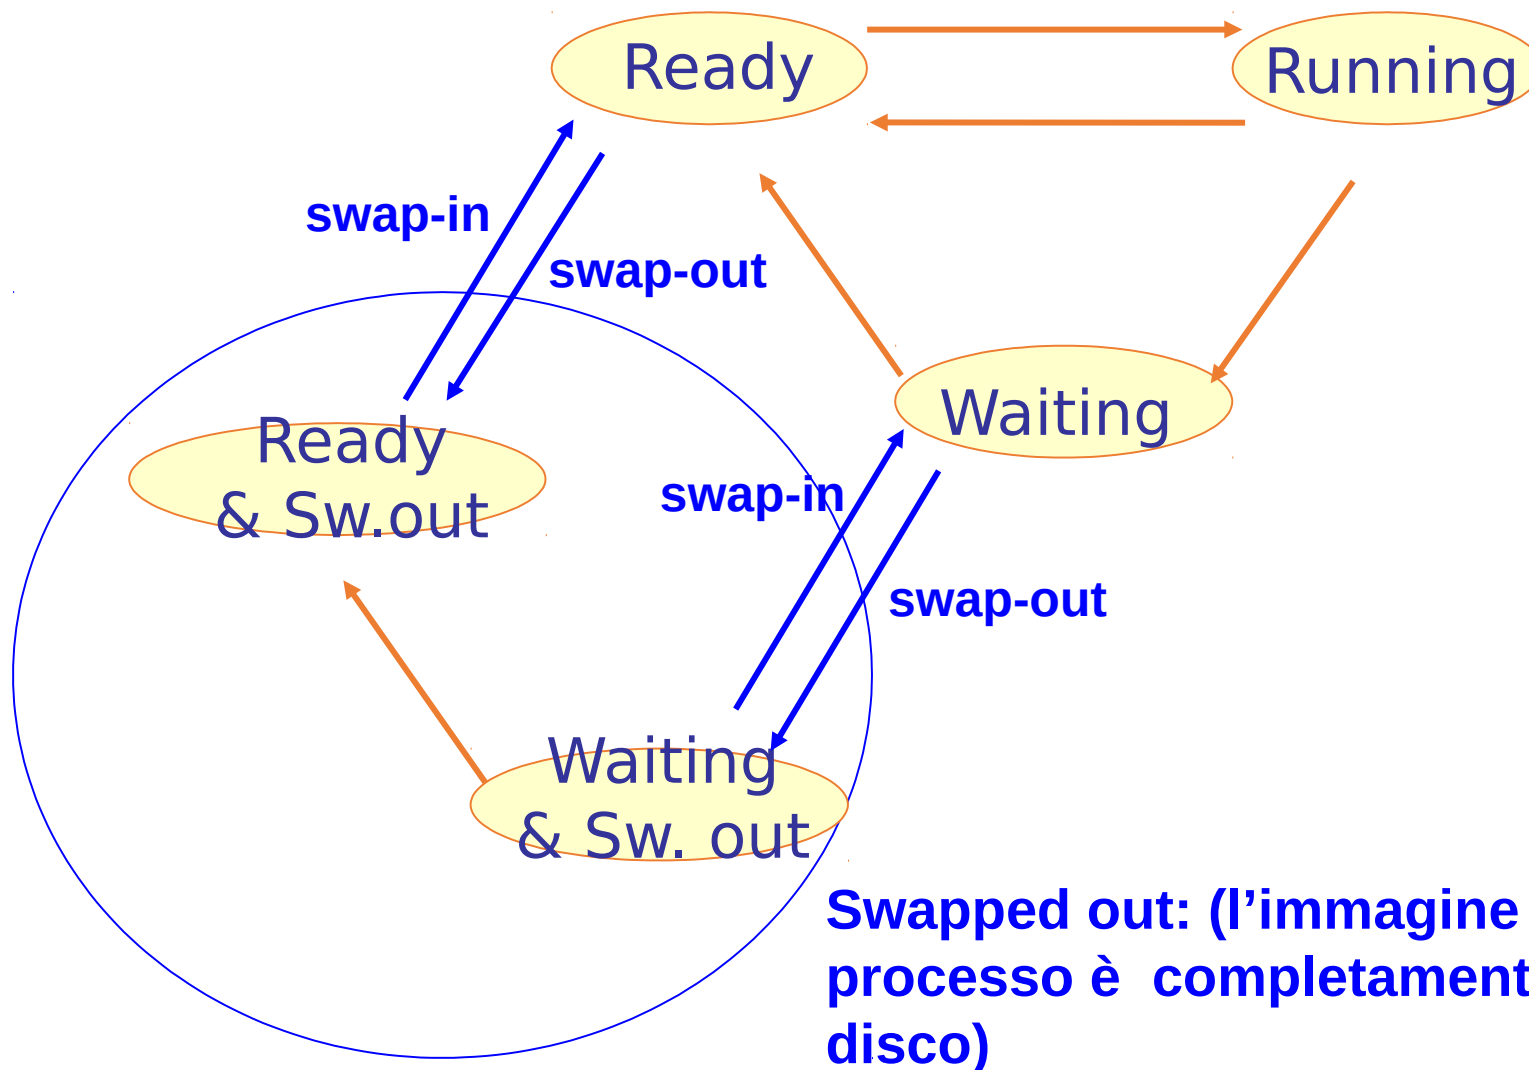 Ready
Running
swap-in
swap-out
Waiting
Ready
& Sw.out
swap-in
swap-out
Waiting
& Sw. out
Swapped out: (l’immagine
processo è completament
disco)